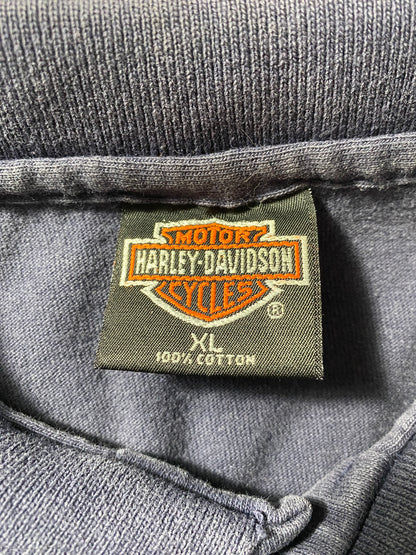 MOTOR
HARLEY-DAVIDSON
CYCLES
®
XL
100% COTTON